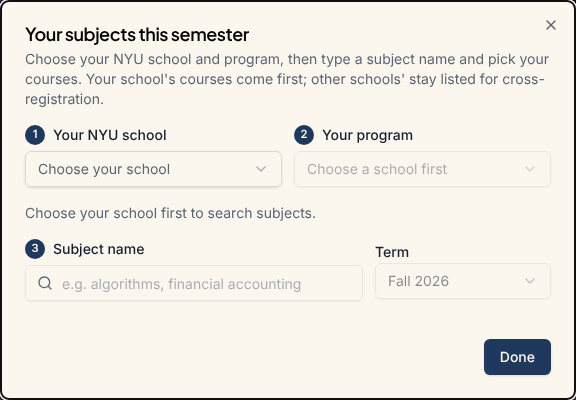 Your subjects this semester
Choose your NYU school and program, then type a subject name and pick your
courses. Your school's courses come first; other schools' stay listed for cross-
registration.
1 Your NYU school
2 Your program
Choose your school
Choose a school first
Choose your school first to search subjects.
3 Subject name
Term
e.g. algorithms, financial accounting
Fall 2026
Done